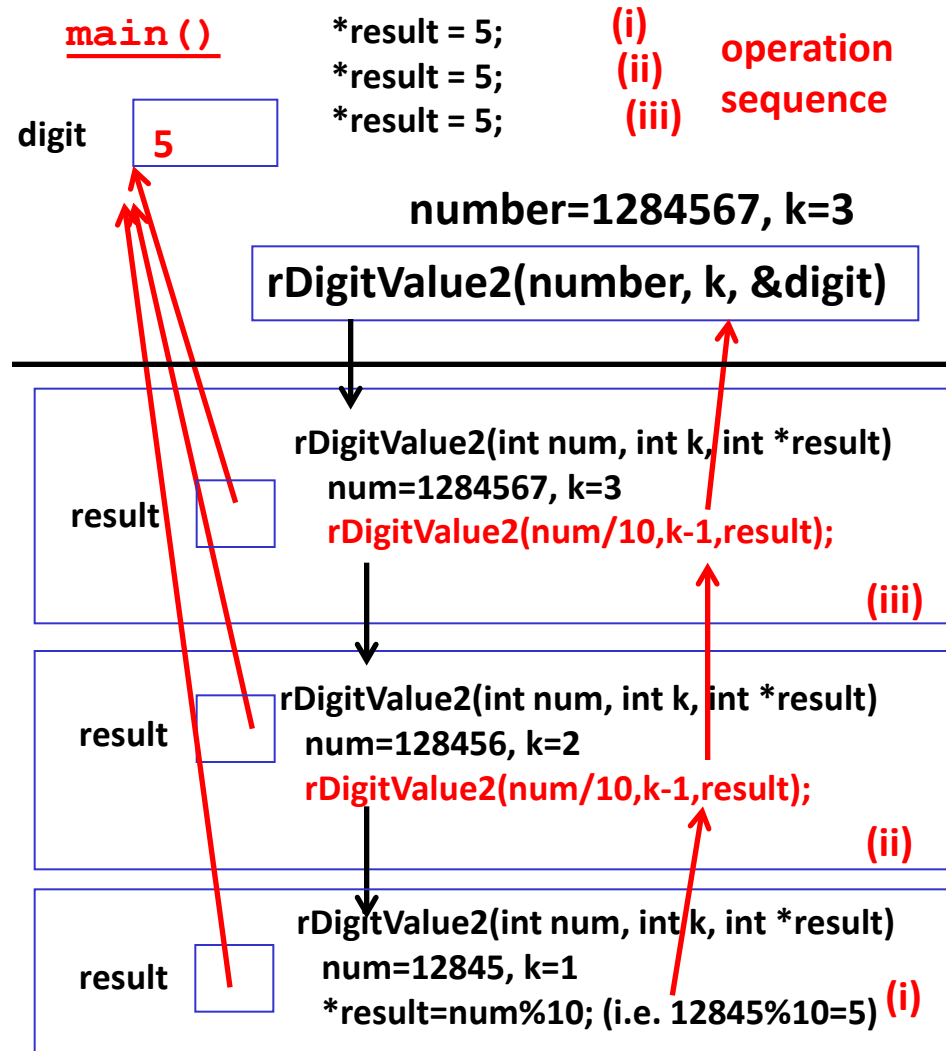 main()
*result = 5; (i)
*result = 5; (ii)
*result = 5; (iii)
operation
sequence
digit 5
number=1284567, k=3
rDigitValue2(number, k, &digit)
rDigitValue2(int num, int k, int *result)
num=1284567, k=3
result
rDigitValue2(num/10,k-1,result);
(iii)
rDigitValue2(int num, int k, int *result)
result
num=128456, k=2
rDigitValue2(num/10,k-1,result);
(ii)
rDigitValue2(int num, int k, int *result)
result
num=12845, k=1
*result=num%10; (i.e. 12845%10=5) (i)